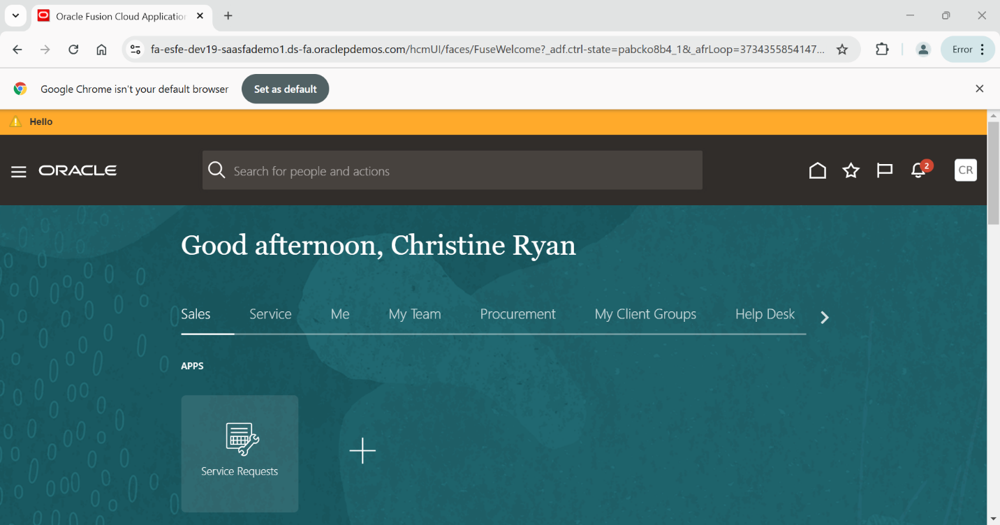 Oracle Fusion Cloud Applicatio
fa-esfe-dev19-saasfademo1.ds-fa.oraclepdemos.com/hcmUI/faces/FuseWelcome?_adf.ctrl-state=pabcko8b4_1&_afrLoop=3734355854147...
Error
Google Chrome isn't your default browser
Set as default
Hello
ORACLE
Search for people and actions
2
CR
Good afternoon, Christine Ryan
Sales Service Me My Team Procurement My Client Groups Help Desk
APPS
Service Requests